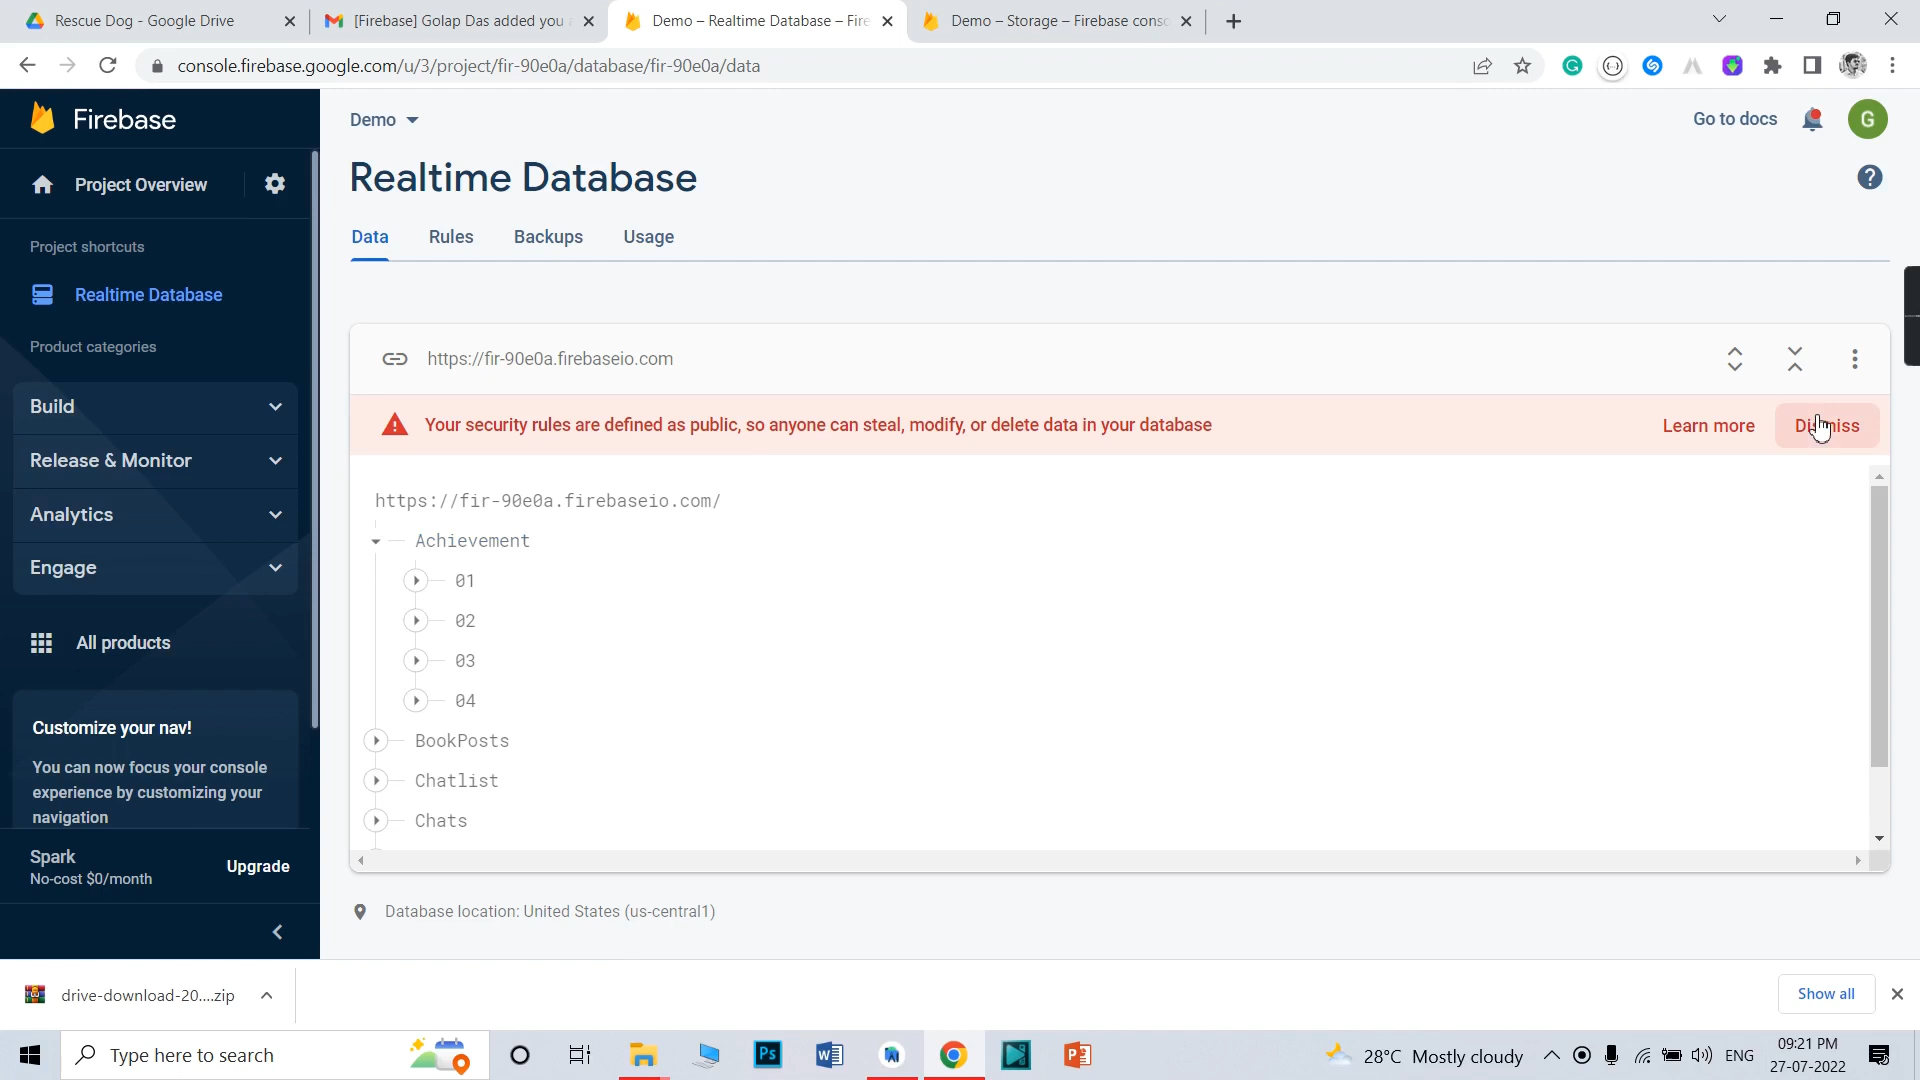 Rescue Dog - Google Drive
[Firebase] Golap Das added you
Demo – Realtime Database – Fire
Demo – Storage – Firebase conso
console.firebase.google.com/u/3/project/fir-90e0a/database/fir-90e0a/data
Firebase
Demo
Go to docs
G
Project Overview
Realtime Database
Data
Rules
Backups
Usage
Project shortcuts
Realtime Database
Product categories
Build
Release & Monitor
Analytics
Engage
All products
Customize your nav!
You can now focus your console
experience by customizing your
navigation
Spark
No-cost $0/month
Upgrade
https://fir-90e0a.firebaseio.com
Your security rules are defined as public, so anyone can steal, modify, or delete data in your database
Learn more
Dismiss
https://fir-90e0a.firebaseio.com/
Achievement
01
02
03
04
BookPosts
Chatlist
Chats
Database location: United States (us-central1)
drive-download-20....zip
Show all
Type here to search
Ps
28°C Mostly cloudy
ENG
09:21 PM
27-07-2022